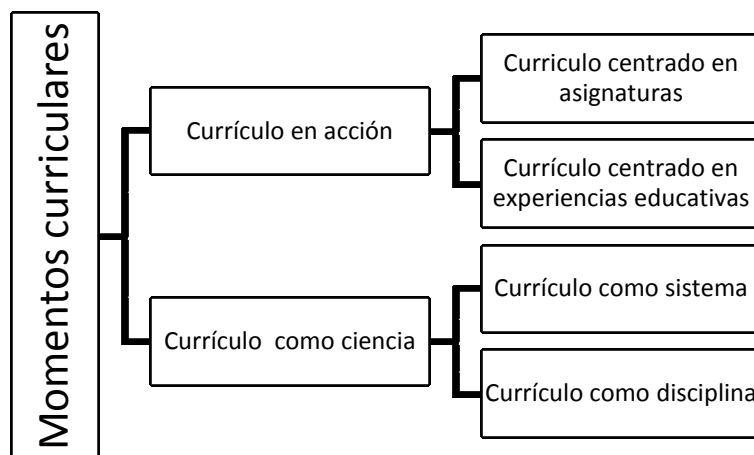 Momentos curriculares
Currículo en acción
Curriculo centrado en
asignaturas
Currículo centrado en
experiencias educativas
Currículo como ciencia
Currículo como sistema
Currículo como disciplina